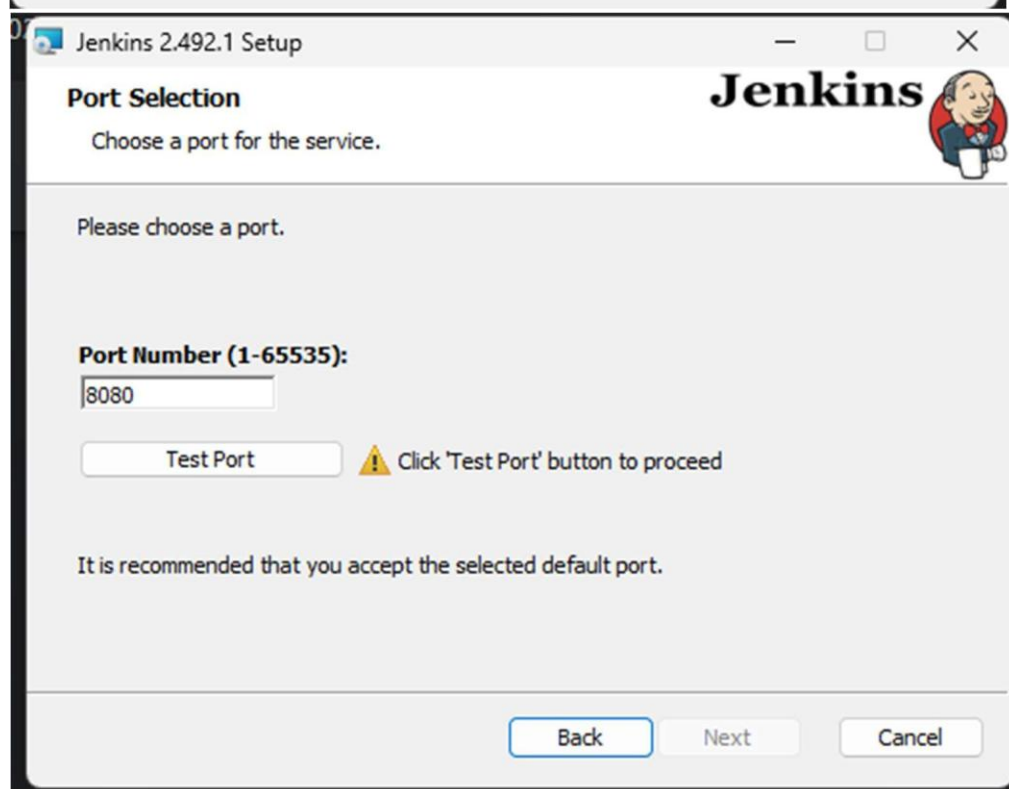 Jenkins 2.492.1 Setup
Port Selection
Jenkins
Choose a port for the service.
Please choose a port.
Port Number (1-65535):
8080
Test Port
Click 'Test Port' button to proceed
It is recommended that you accept the selected default port.
Back
Next
Cancel